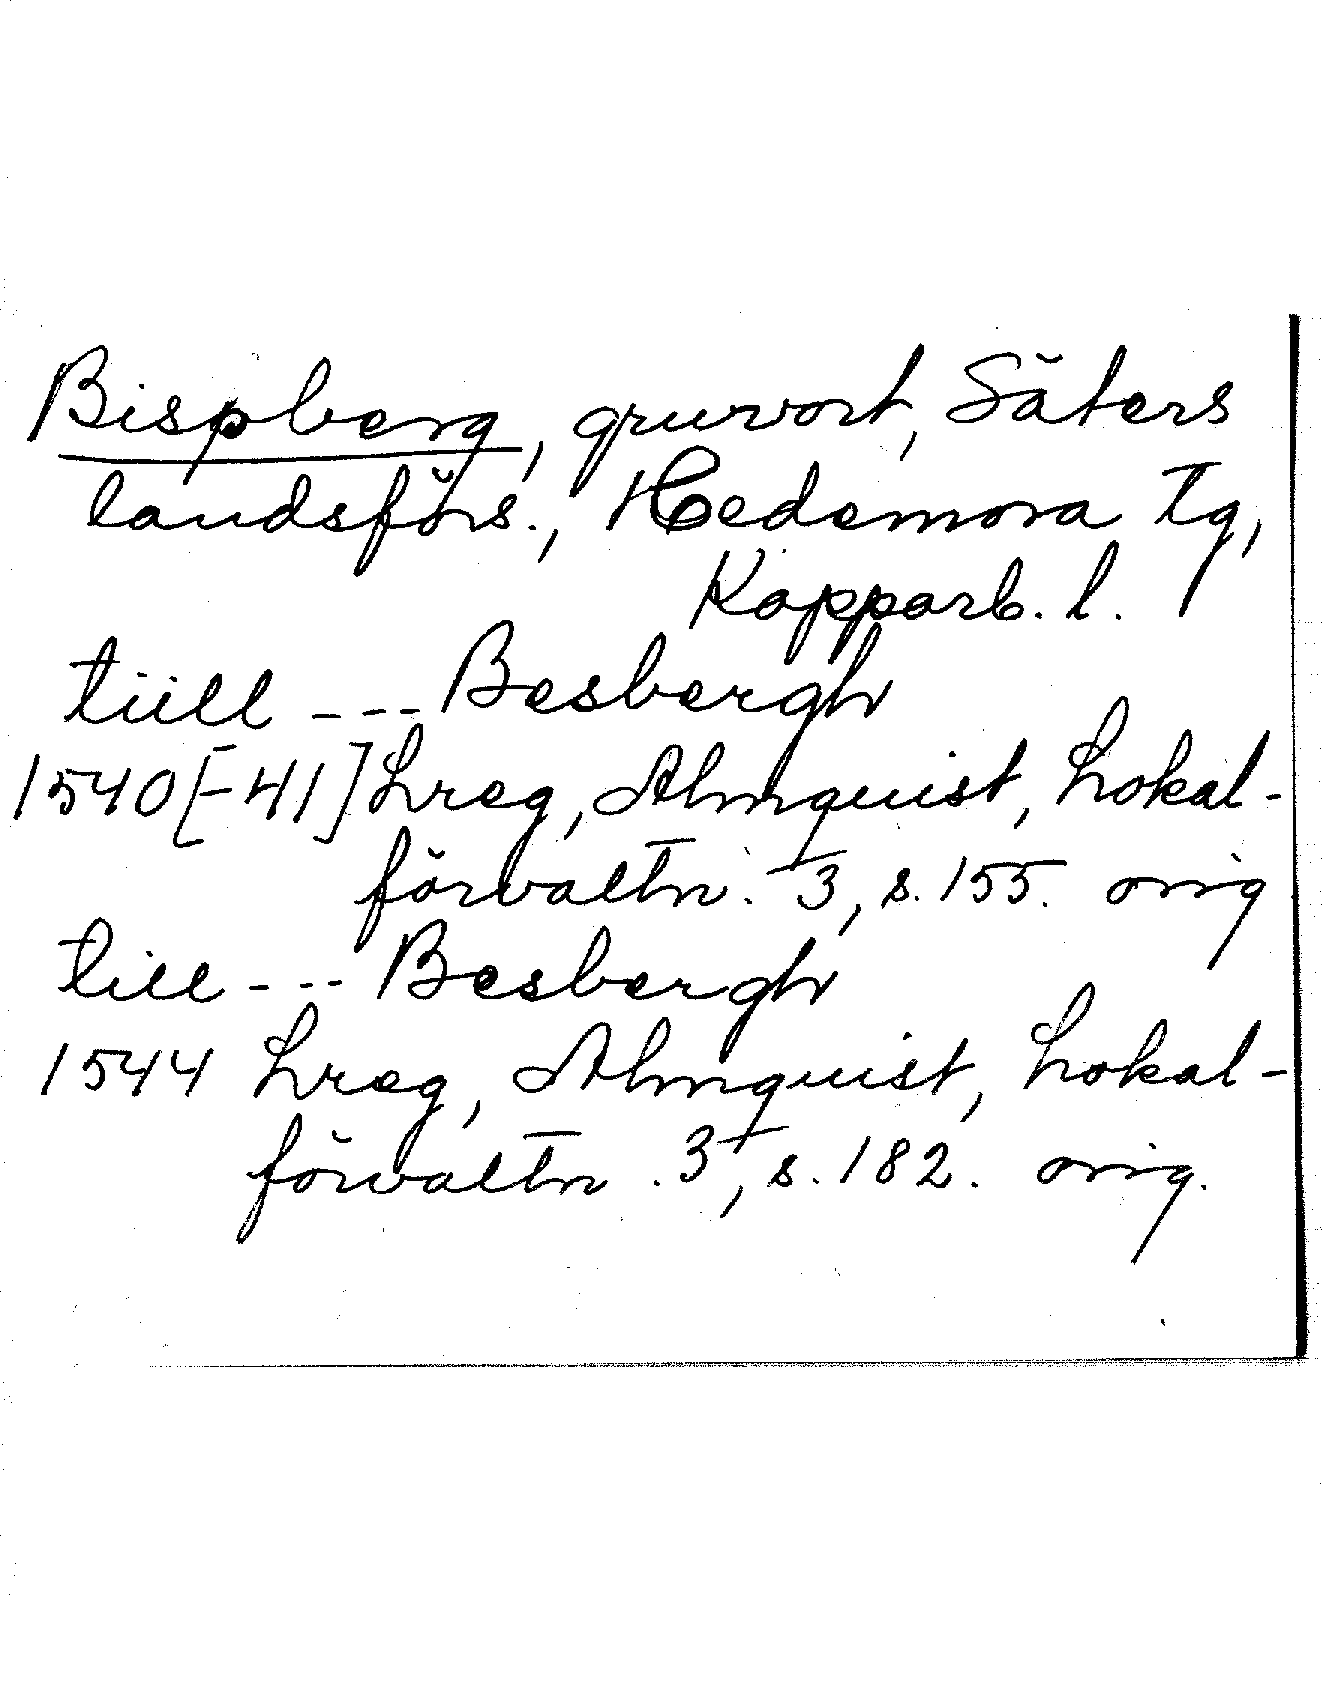 Bispberg, gruvort, Säters
landsförs., Hedemora tg,
Kopparb. l.
tiill --- Besbergh
1540[-41] Lreg, Almquist, Lokal-
förvaltn. 3, s. 155. orig
till --- Besbergh
1544 Lreg, Almquist, Lokal-
förvaltn. 3, s. 182. orig.